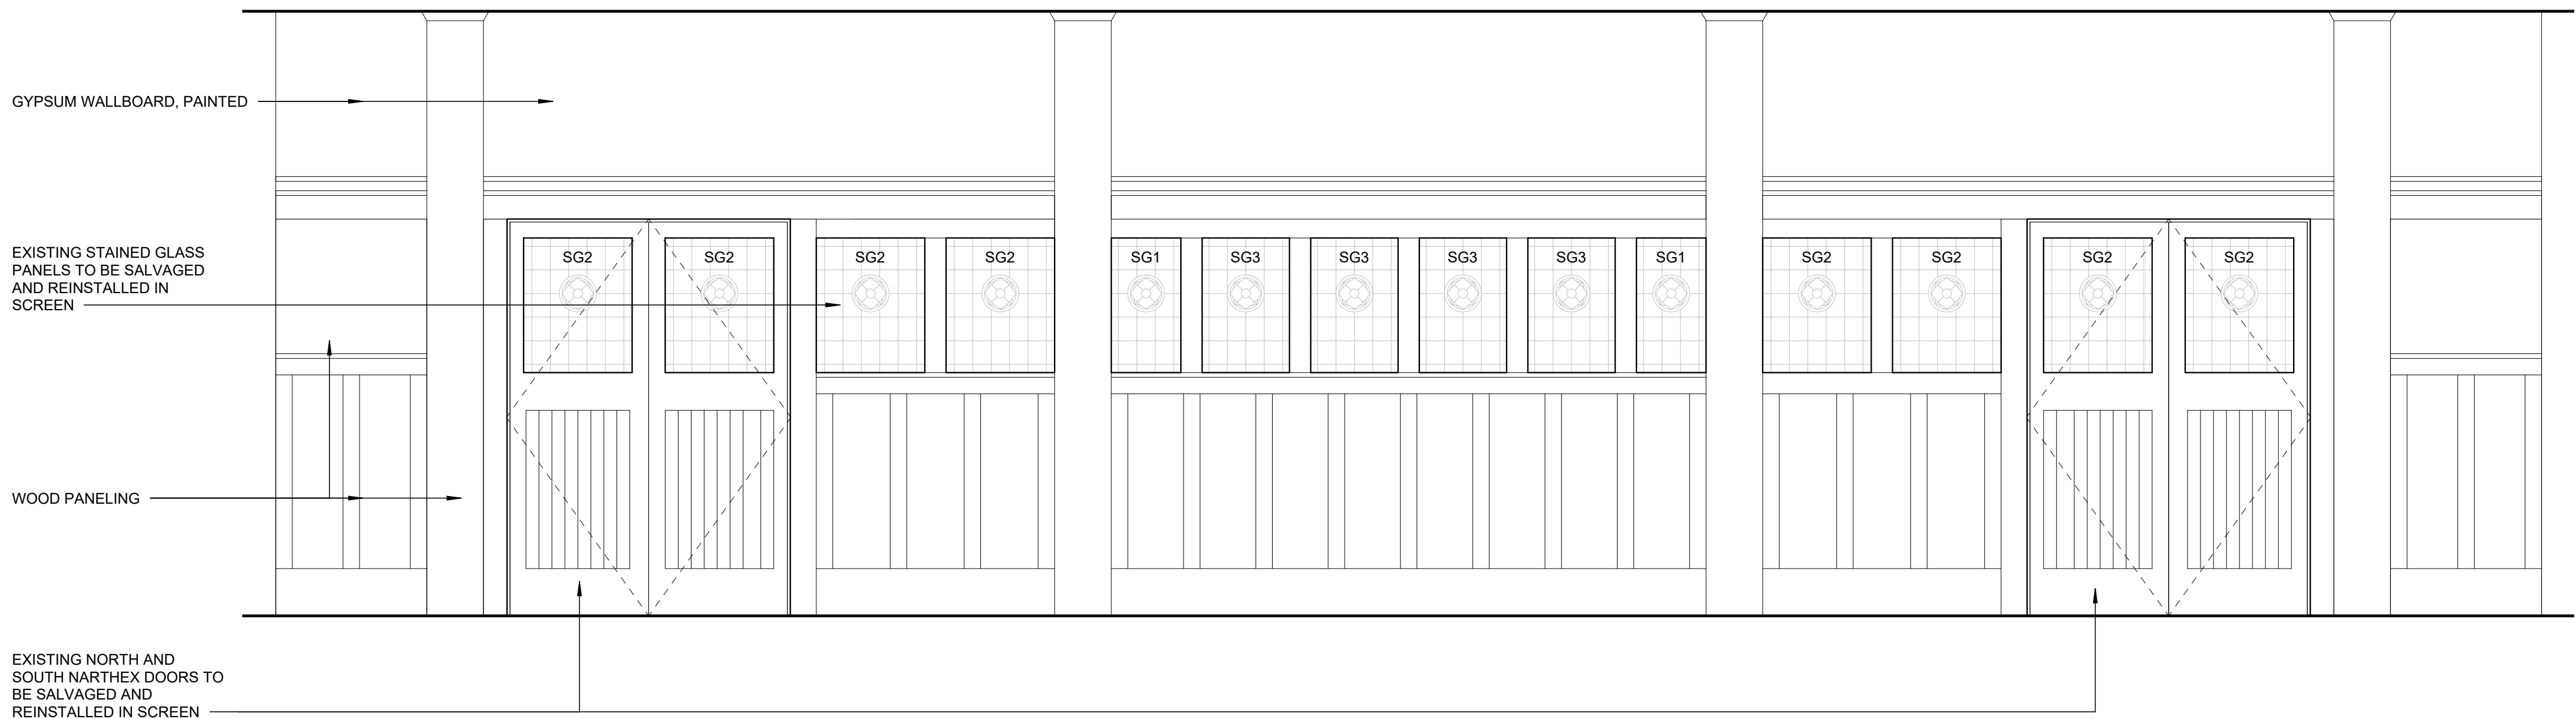 GYPSUM WALLBOARD, PAINTED
EXISTING STAINED GLASS
PANELS TO BE SALVAGED
AND REINSTALLED IN
SCREEN
SG2 SG2 SG2 SG2 SG1 SG3 SG3 SG3 SG3 SG1 SG2 SG2 SG2 SG2
WOOD PANELING
EXISTING NORTH AND
SOUTH NARTHEX DOORS TO
BE SALVAGED AND
REINSTALLED IN SCREEN